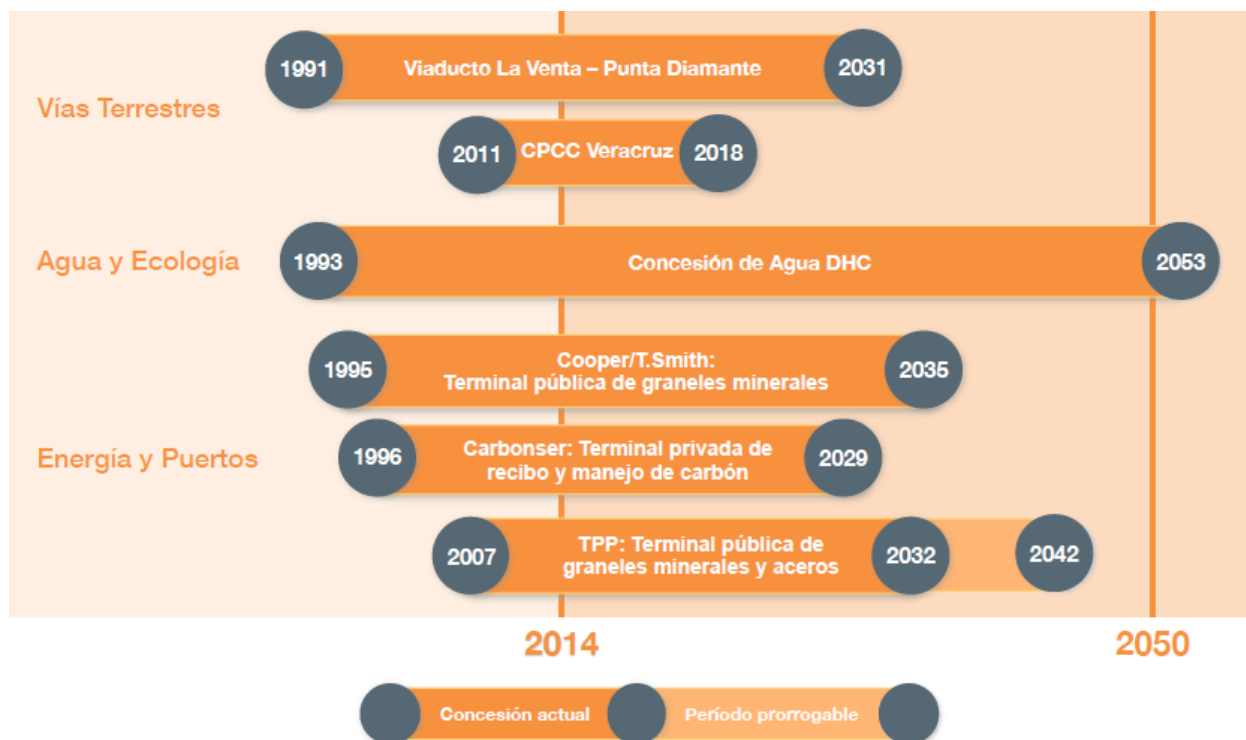 Vías Terrestres
1991
Viaducto La Venta – Punta Diamante
2031
2011
CPCC Veracruz
2018
Agua y Ecología
1993
Concesión de Agua DHC
2053
Energía y Puertos
1995
Cooper/T.Smith:
Terminal pública de graneles minerales
2035
1996
Carbonser: Terminal privada de
recibo y manejo de carbón
2029
2007
TPP: Terminal pública de
graneles minerales y aceros
2032
2042
2014
2050
Concesión actual
Período prorrogable